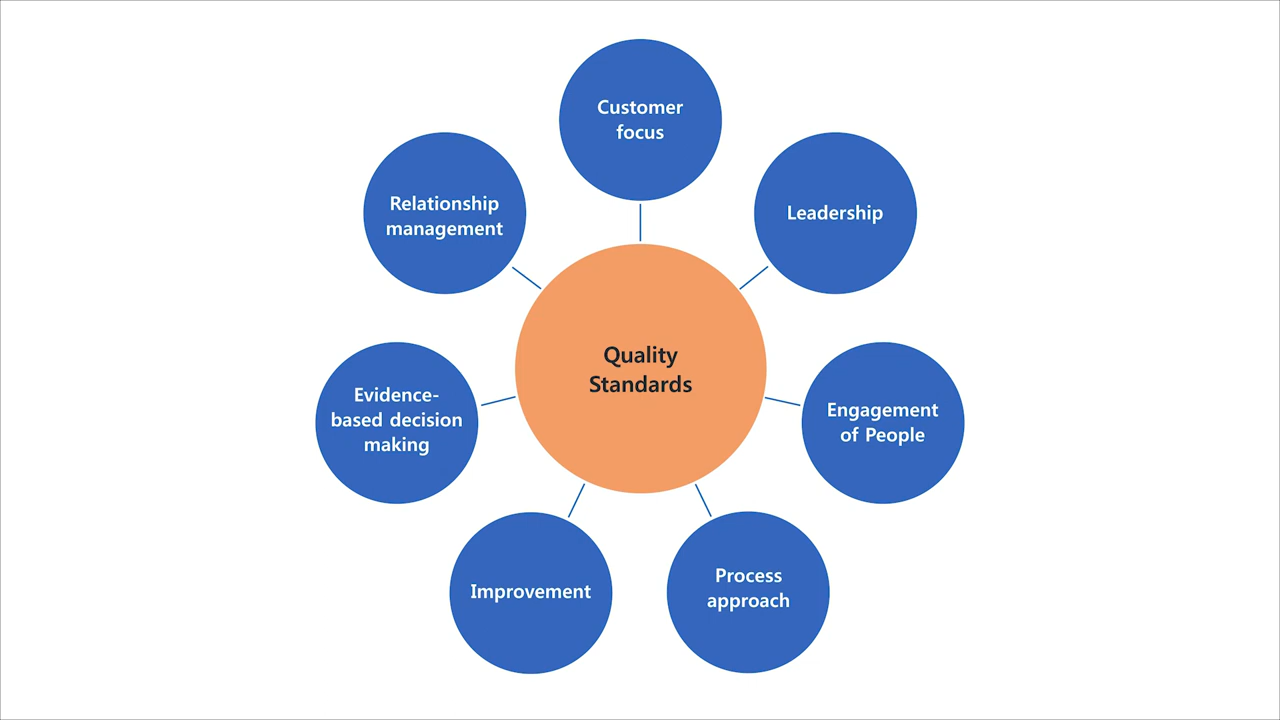 Customer
focus
Relationship
management
Leadership
Quality
Standards
Evidence-
based decision
making
Engagement
of People
Improvement
Process
approach